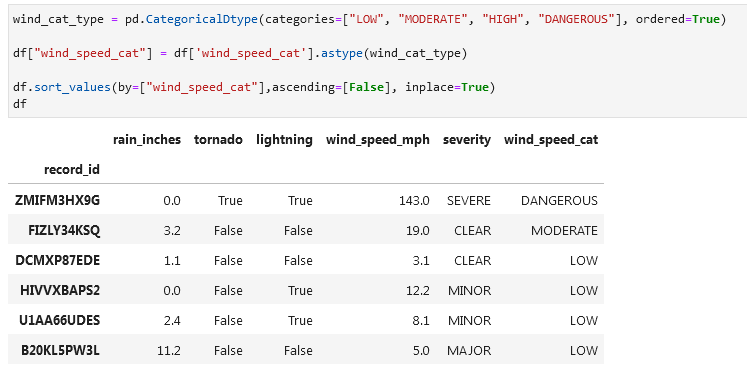 wind_cat_type = pd.CategoricalDtype(categories=["LOW", "MODERATE", "HIGH", "DANGEROUS"], ordered=True)
df["wind_speed_cat"] = df['wind_speed_cat'].astype(wind_cat_type)
df.sort_values(by=["wind_speed_cat"],ascending=[False], inplace=True)
df
rain_inches tornado lightning wind_speed_mph severity wind_speed_cat
record_id
ZMIFM3HX9G 0.0 True True 143.0 SEVERE DANGEROUS
FIZLY34KSQ 3.2 False False 19.0 CLEAR MODERATE
DCMXP87EDE 1.1 False False 3.1 CLEAR LOW
HIVVXBAPS2 0.0 False True 12.2 MINOR LOW
U1AA66UDES 2.4 False True 8.1 MINOR LOW
B20KL5PW3L 11.2 False False 5.0 MAJOR LOW